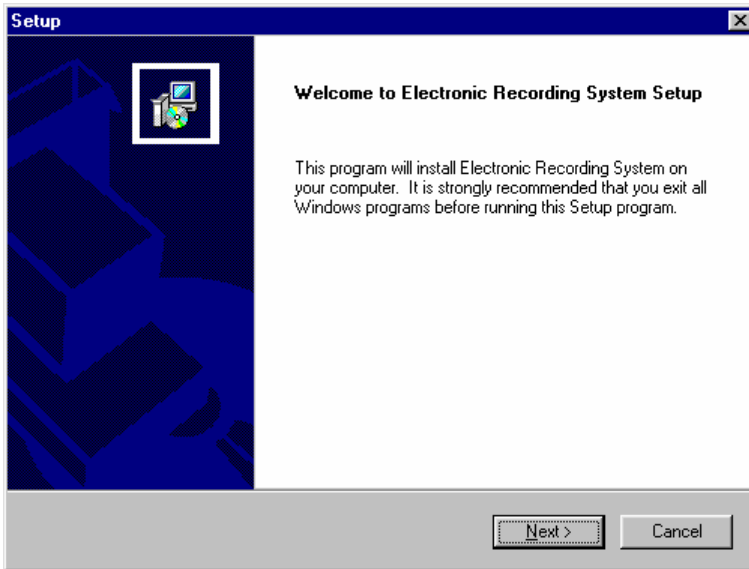 Setup
Welcome to Electronic Recording System Setup
This program will install Electronic Recording System on
your computer. It is strongly recommended that you exit all
Windows programs before running this Setup program.
Next >
Cancel